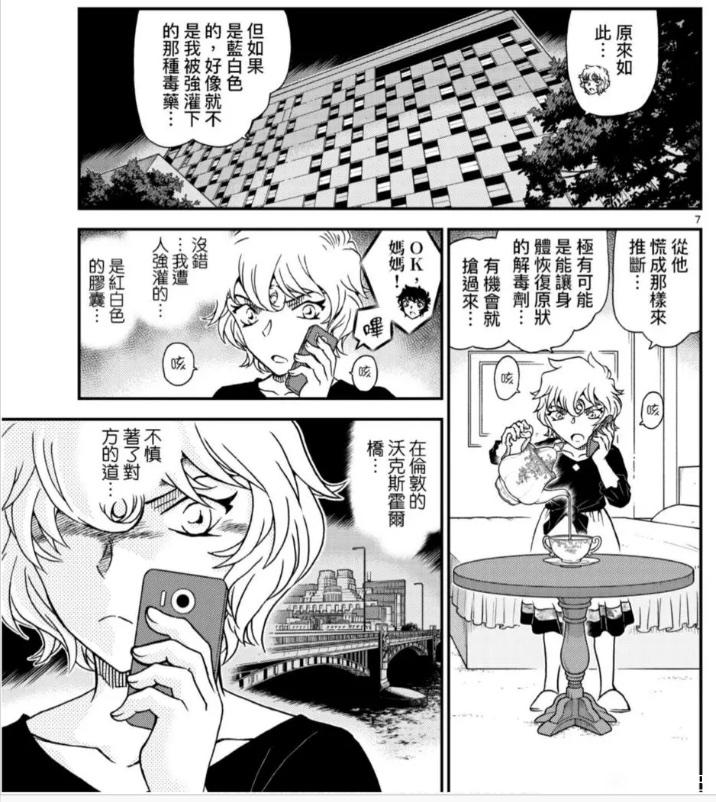 原來如
此…
但如果
是藍白色
的，好像就不
是我被強灌下
的那種毒藥…
7
從他
慌成那樣來
推斷…
極有可能
是能讓身
體恢復原狀
的解毒劑…
有機會就
搶過來…
咳
咳
OK，
媽媽！
嗶
沒錯
…我遭
人強灌的…
是紅白色
的膠囊…
咳
咳
在倫敦的
沃克斯霍爾
橋…
不慎
著了對
方的道…